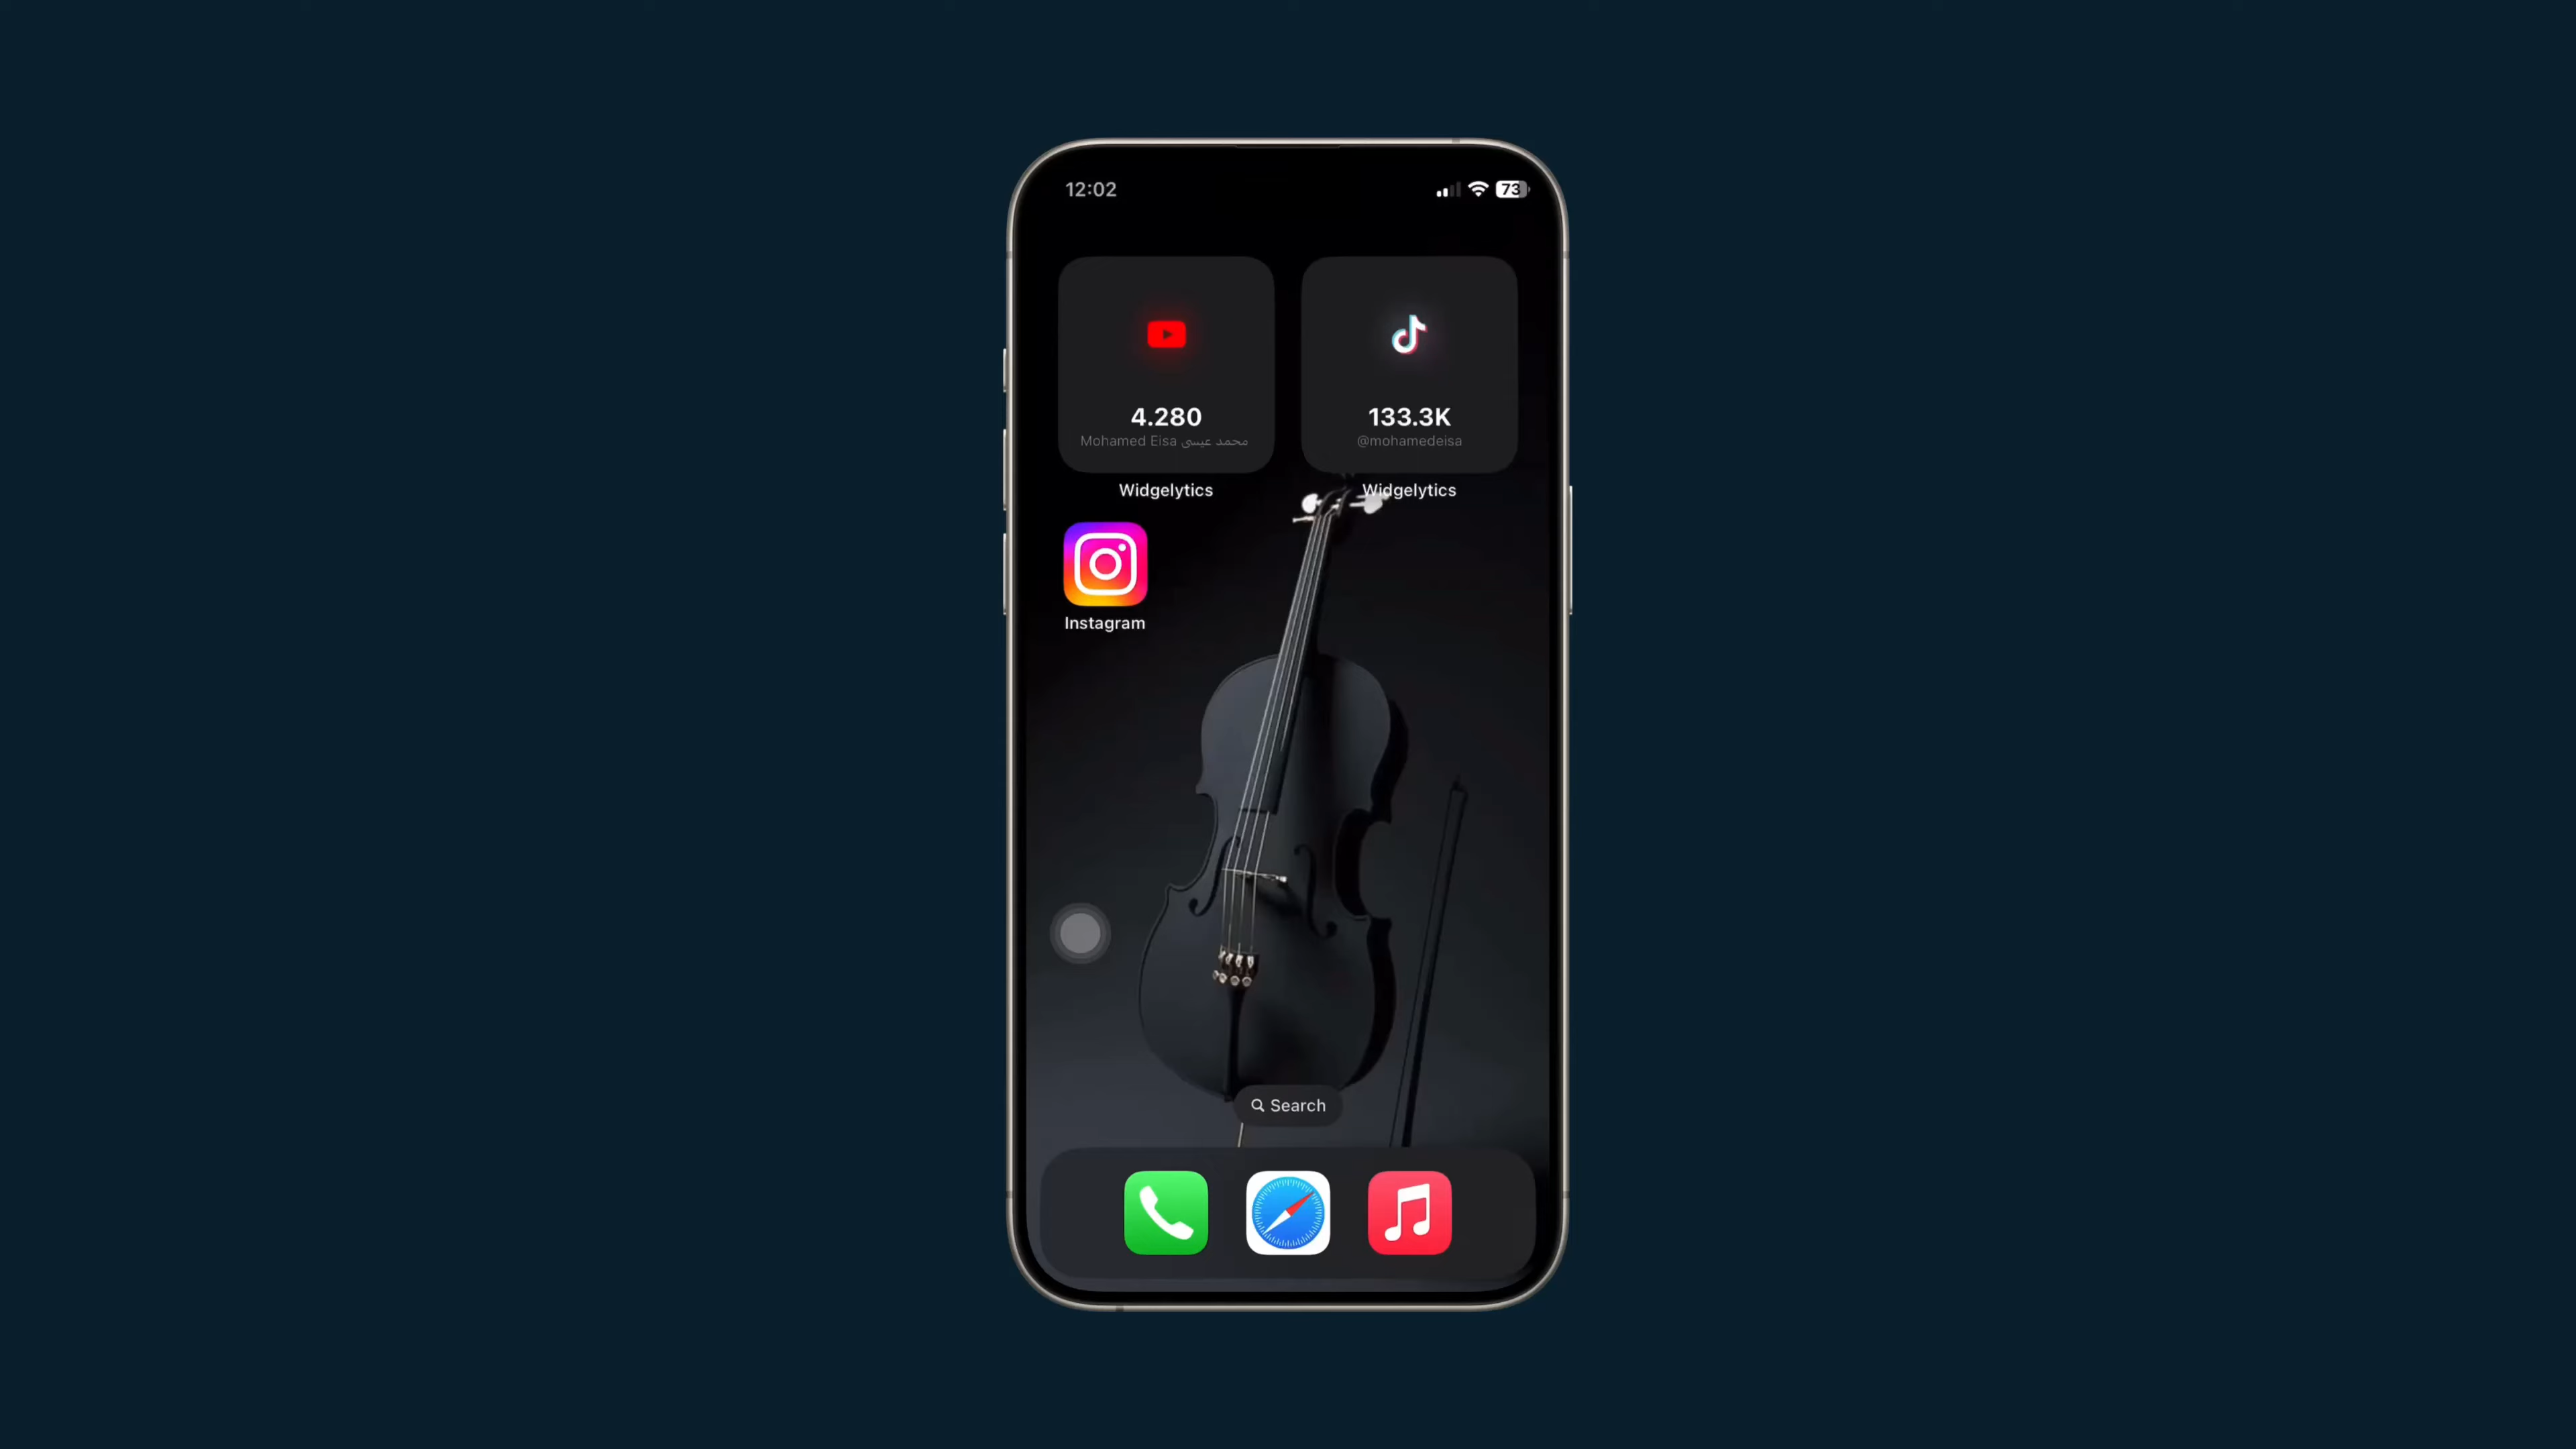 12:02
73
4.280
Mohamed Eisa محمد عيسى
Widgelytics
133.3K
@mohamedeisa
Widgelytics
Instagram
Search